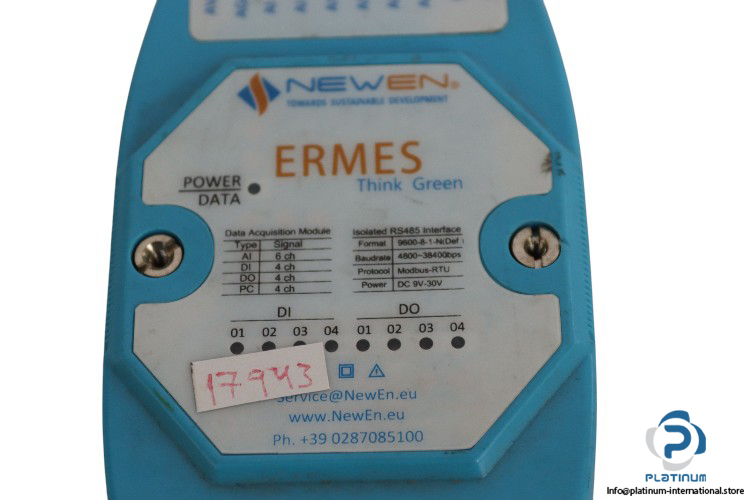 NEWEN®
TOWARDS SUSTAINABLE DEVELOPMENT
ERMES
Think Green
POWER
DATA
Data Acquisition Module
Type Signal
AI 6 ch
DI 4 ch
DO 4 ch
PC 4 ch
Isolated RS485 Interface
Format 9600-8-1-N(Def.)
Baudrate 4800~38400bps
Protocol Modbus-RTU
Power DC 9V-30V
DI DO
01 02 03 04 01 02 03 04
17943
Service@NewEn.eu
www.NewEn.eu
Ph. +39 0287085100
PLATINUM
Info@platinum-international.store